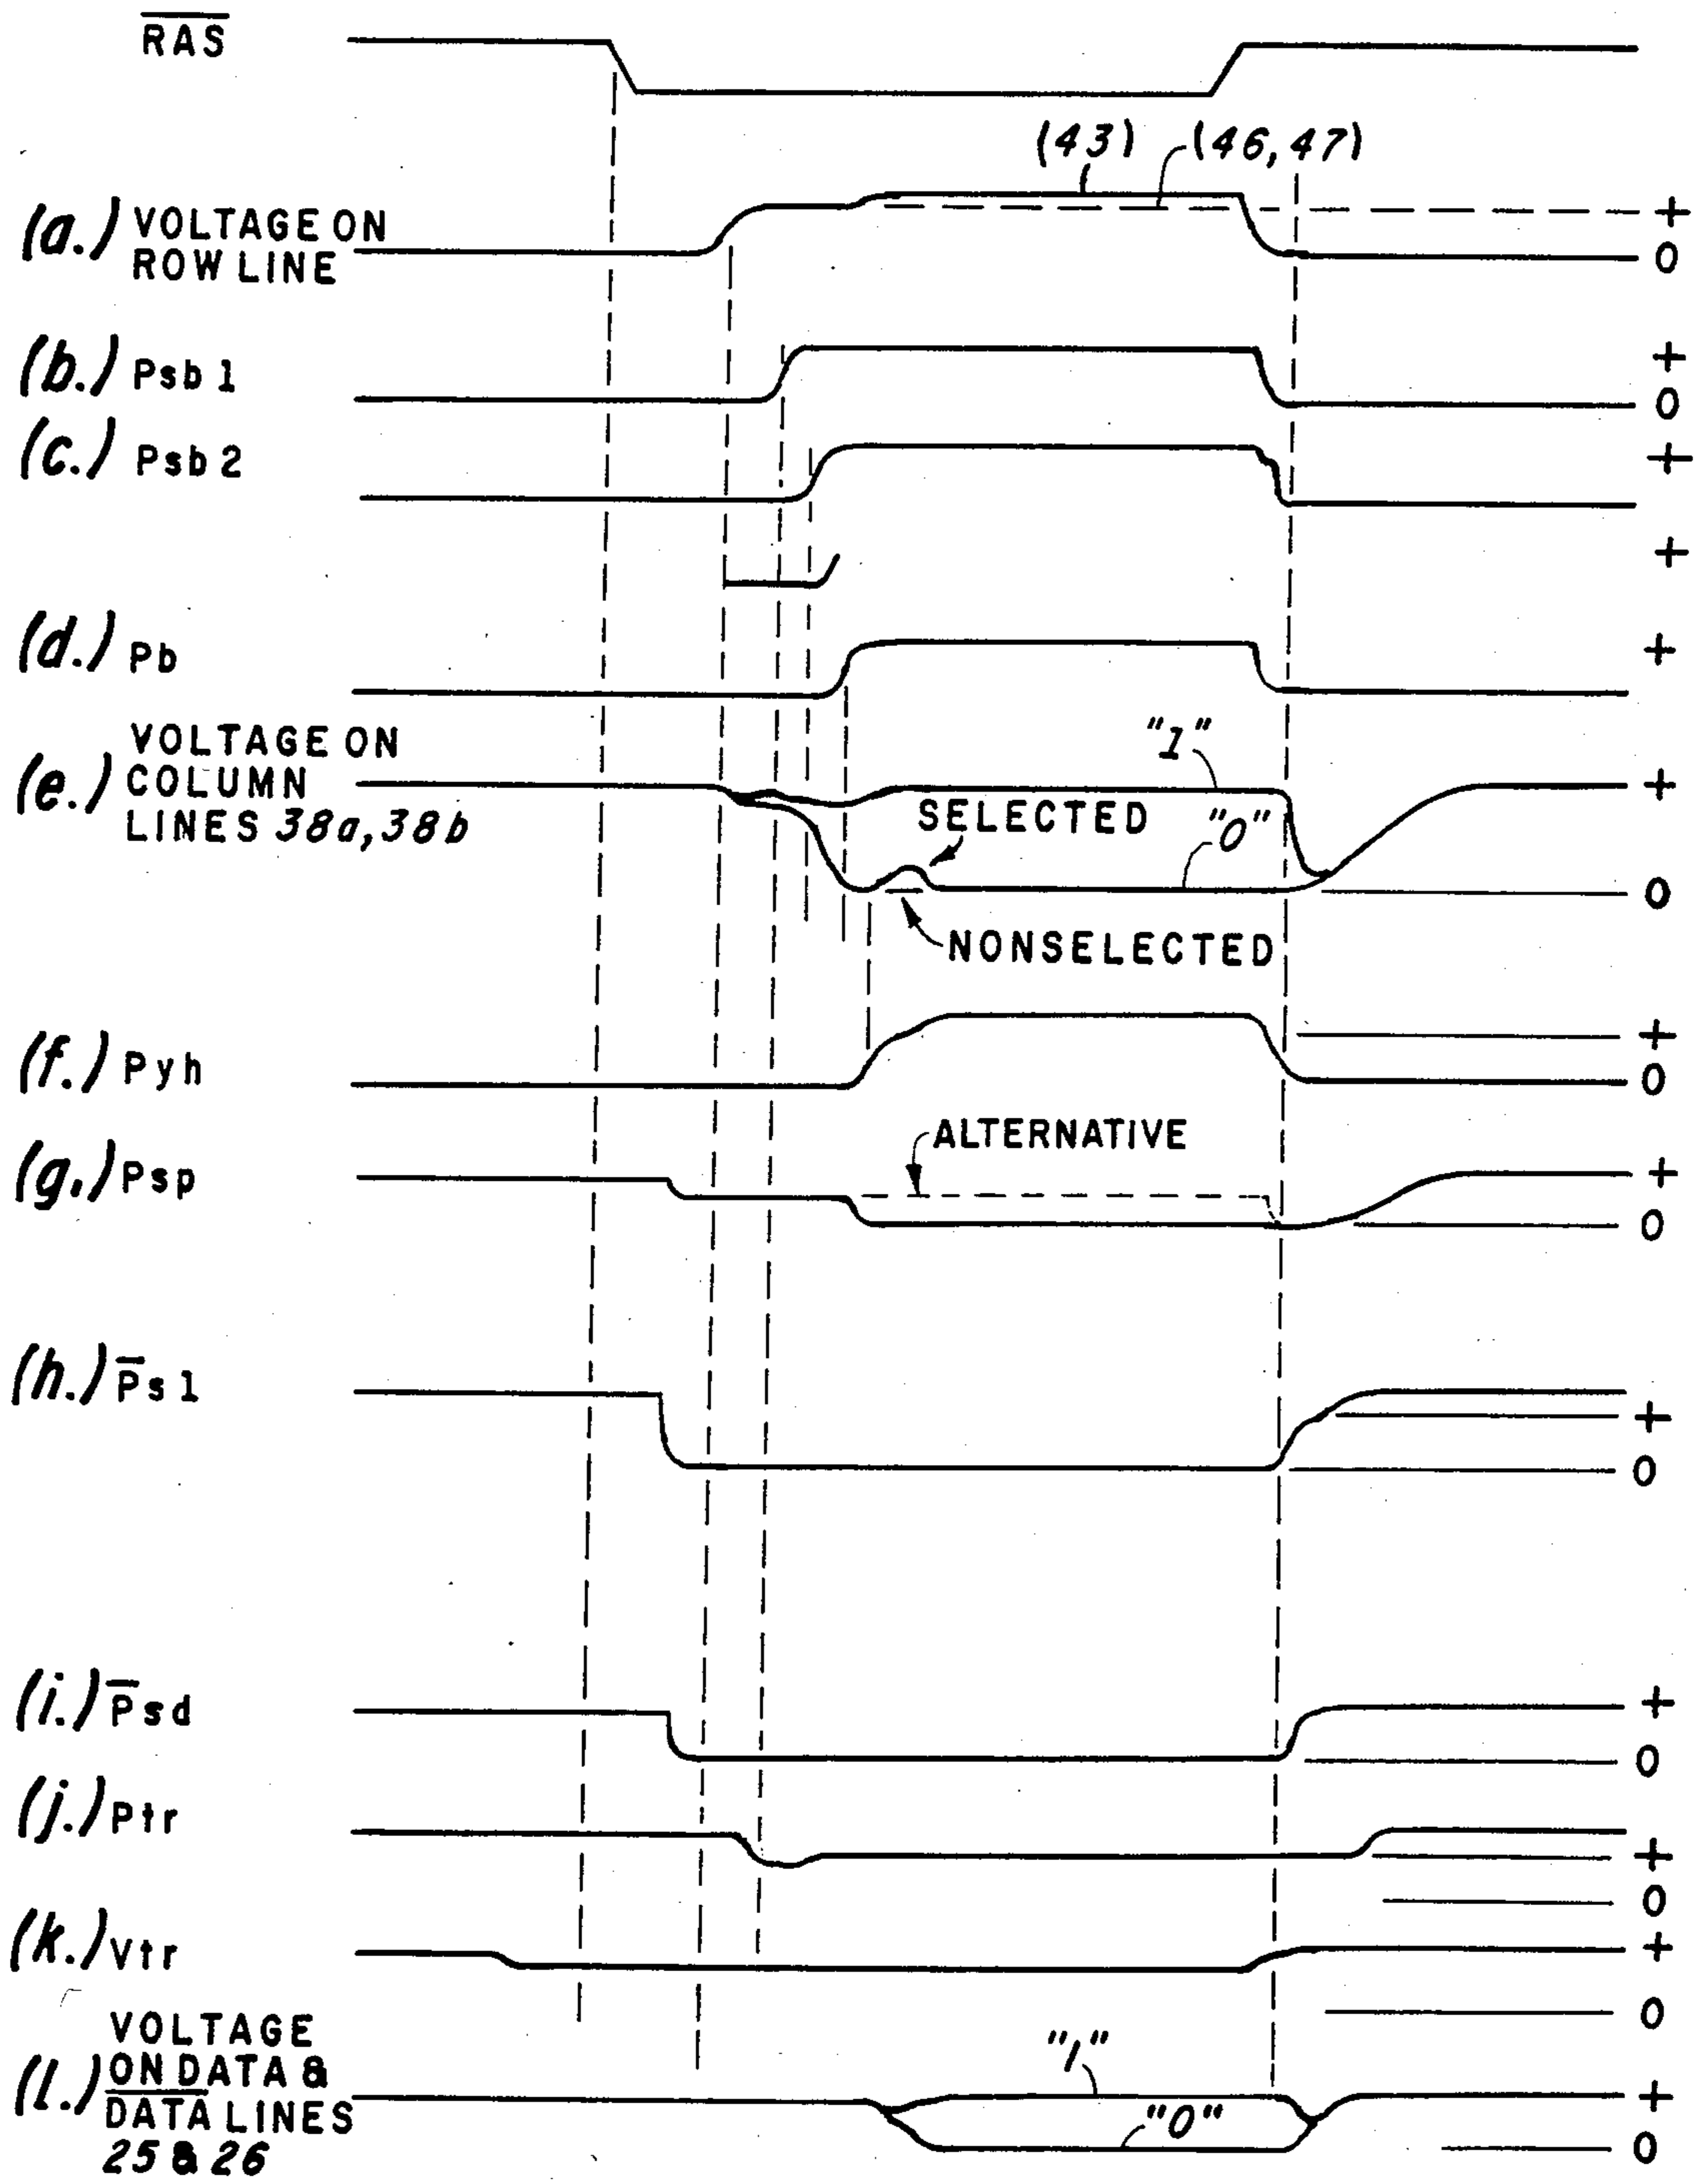 RAS
(43) (46,47)
(a.) VOLTAGE ON
ROW LINE
+
0
(b.) Psb 1
+
0
(c.) Psb 2
+
+
(d.) Pb
+
(e.) VOLTAGE ON
COLUMN
LINES 38a, 38b
"1"
SELECTED
"0"
NONSELECTED
+
0
(f.) Pyh
+
0
(g.) Psp
ALTERNATIVE
+
0
(h.) P̅s1
+
0
(i.) P̅sd
+
0
(j.) Ptr
+
0
(k.) Vtr
+
0
(l.) VOLTAGE
ON DATA &
DATA LINES
25 & 26
"1"
"0"
+
0